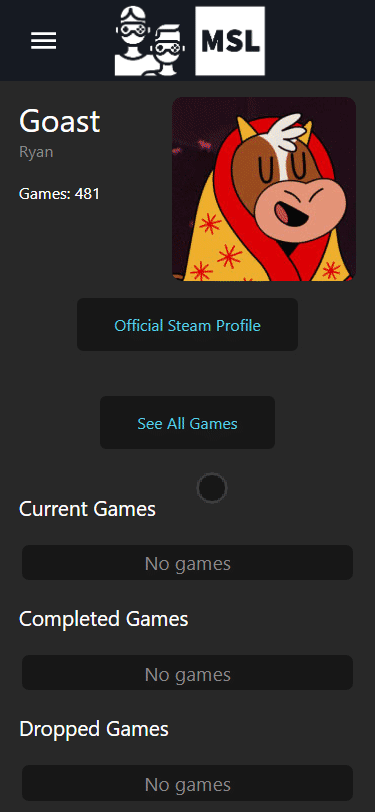 MSL
Goast
Ryan
Games: 481
Official Steam Profile
See All Games
Current Games
No games
Completed Games
No games
Dropped Games
No games